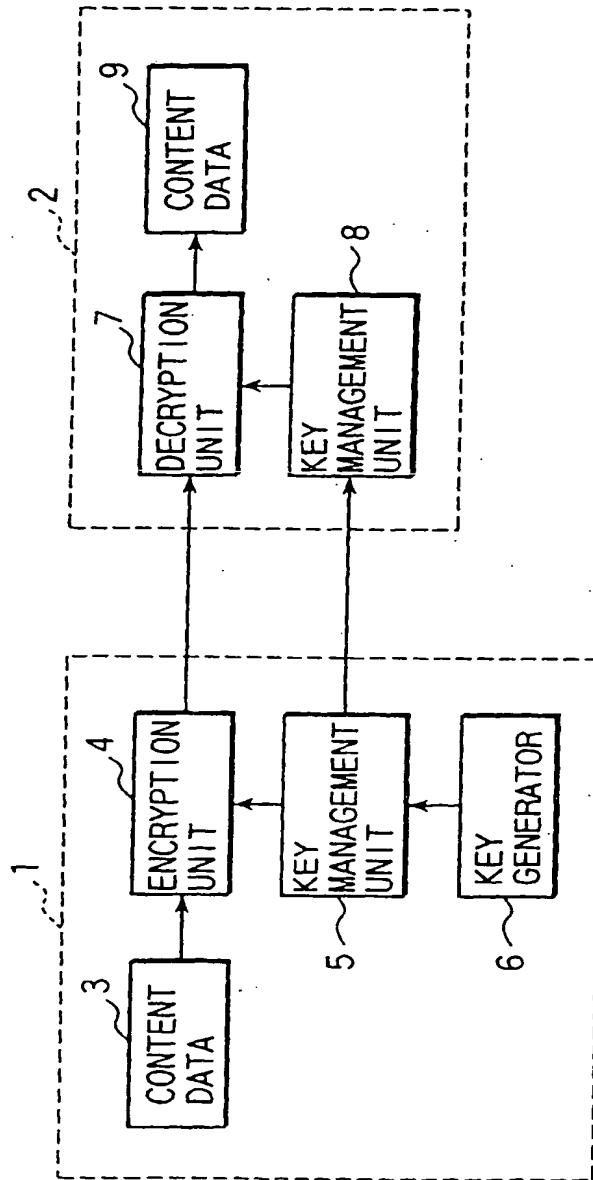 1
3
CONTENT
DATA
4
ENCRYPTION
UNIT
5
KEY
MANAGEMENT
UNIT
6
KEY
GENERATOR
2
7
DECRYPTION
UNIT
9
CONTENT
DATA
8
KEY
MANAGEMENT
UNIT